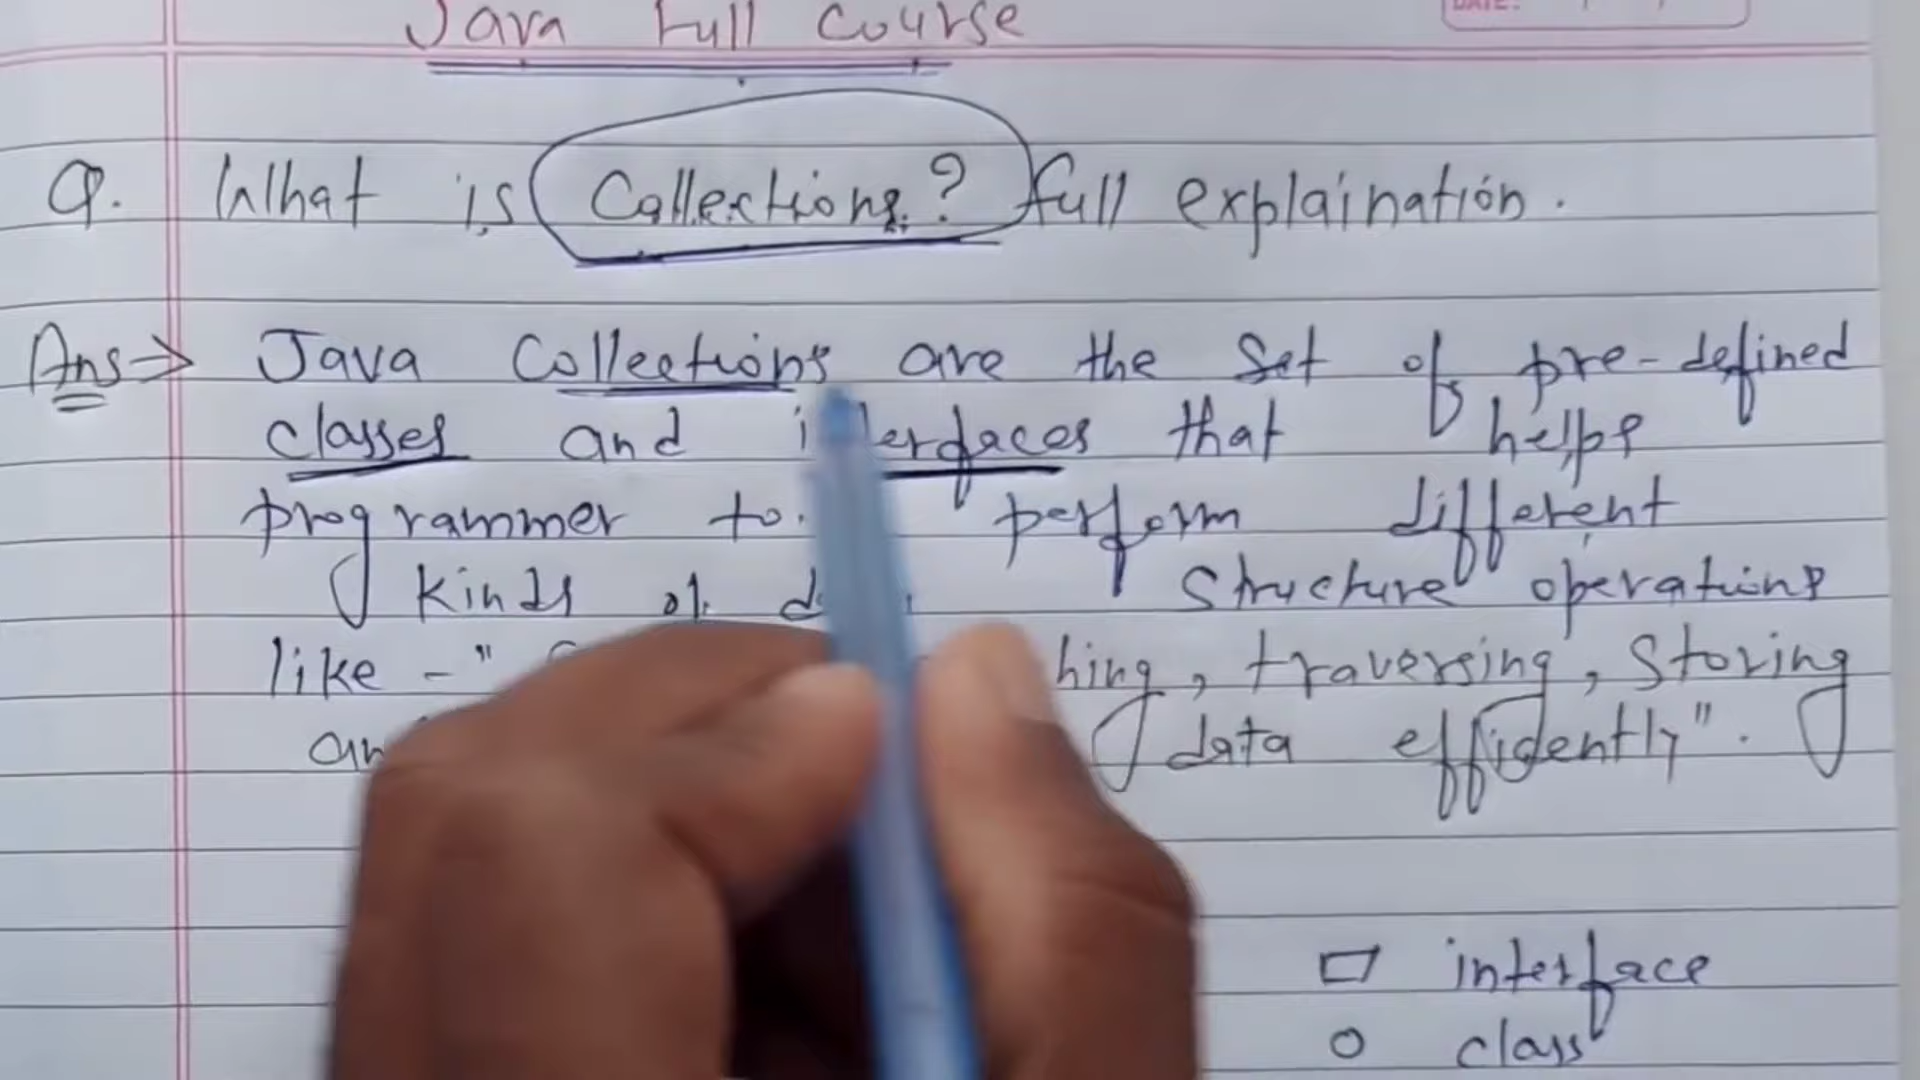 Java Full Course
DATE:
Q. What is Collections? full explaination.
Ans → Java Collections are the Set of pre-defined
classes and interfaces that helps
programmer to perform different
kinds of Structure operations
like - " , traversing, Storing
data efficiently".
▭ interface
○ class